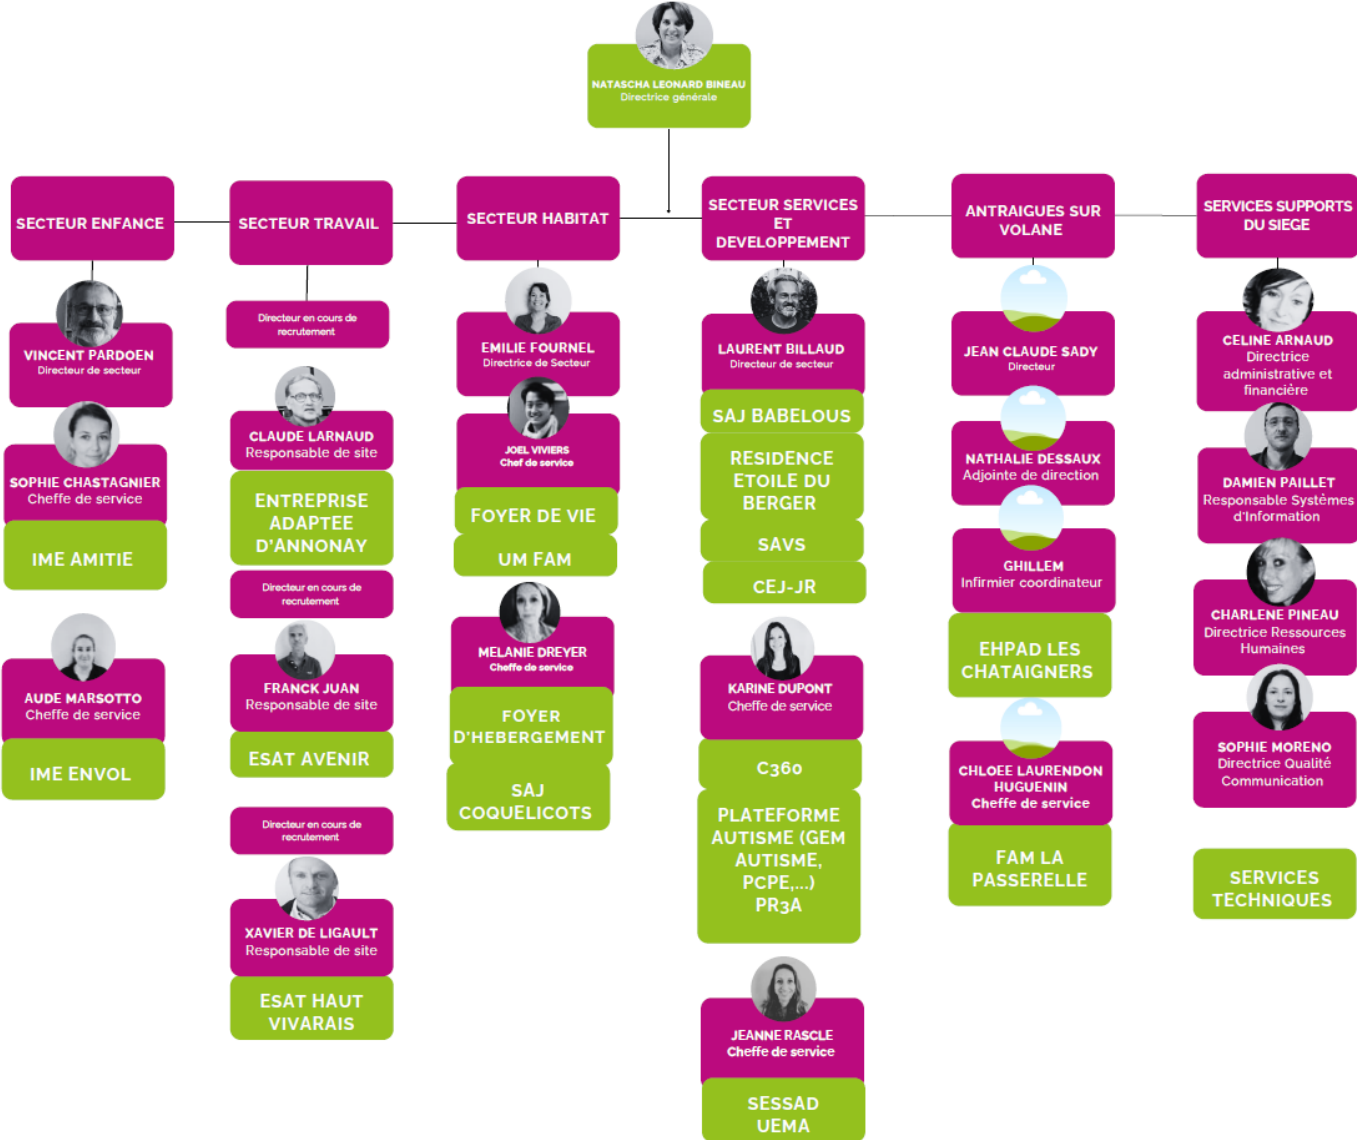 NATASCHA LEONARD BINEAU
Directrice générale
SECTEUR ENFANCE
VINCENT PARDOEN
Directeur de secteur
SOPHIE CHASTAGNIER
Cheffe de service
IME AMITIE
AUDE MARSOTTO
Cheffe de service
IME ENVOL
SECTEUR TRAVAIL
Directeur en cours de
recrutement
CLAUDE LARNAUD
Responsable de site
ENTREPRISE
ADAPTEE
D'ANNONAY
Directeur en cours de
recrutement
FRANCK JUAN
Responsable de site
ESAT AVENIR
Directeur en cours de
recrutement
XAVIER DE LIGAULT
Responsable de site
ESAT HAUT
VIVARAIS
SECTEUR HABITAT
EMILIE FOURNEL
Directrice de Secteur
JOEL VIVIERS
Chef de service
FOYER DE VIE
UM FAM
MELANIE DREYER
Cheffe de service
FOYER
D'HEBERGEMENT
SAJ
COQUELICOTS
SECTEUR SERVICES
ET
DEVELOPPEMENT
LAURENT BILLAUD
Directeur de secteur
SAJ BABELOUS
RESIDENCE
ETOILE DU
BERGER
SAVS
CEJ-JR
KARINE DUPONT
Cheffe de service
C360
PLATEFORME
AUTISME (GEM
AUTISME,
PCPE,...)
PR3A
JEANNE RASCLE
Cheffe de service
SESSAD
UEMA
ANTRAIGUES SUR
VOLANE
JEAN CLAUDE SADY
Directeur
NATHALIE DESSAUX
Adjointe de direction
GHILLEM
Infirmier coordinateur
EHPAD LES
CHATAIGNERS
CHLOEE LAURENDON
HUGUENIN
Cheffe de service
FAM LA
PASSERELLE
SERVICES SUPPORTS
DU SIEGE
CELINE ARNAUD
Directrice
administrative et
financière
DAMIEN PAILLET
Responsable Systèmes
d'Information
CHARLENE PINEAU
Directrice Ressources
Humaines
SOPHIE MORENO
Directrice Qualité
Communication
SERVICES
TECHNIQUES